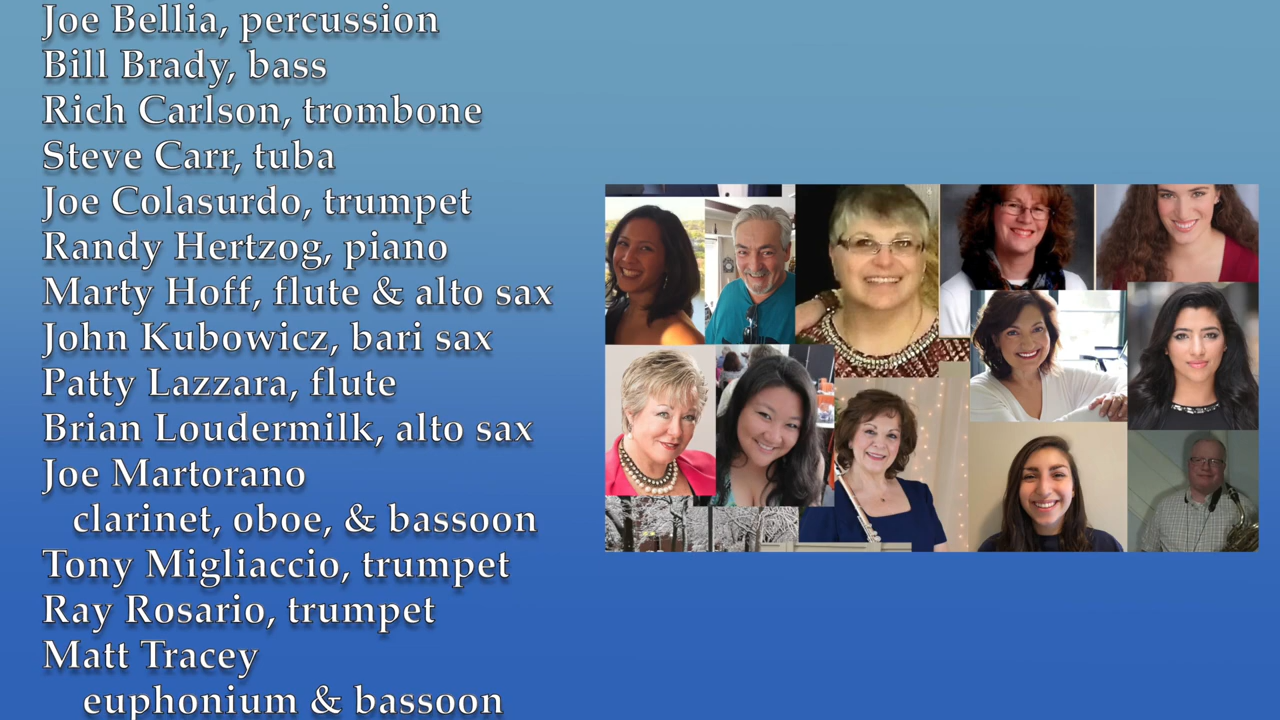 Joe Bellia, percussion
Bill Brady, bass
Rich Carlson, trombone
Steve Carr, tuba
Joe Colasurdo, trumpet
Randy Hertzog, piano
Marty Hoff, flute & alto sax
John Kubowicz, bari sax
Patty Lazzara, flute
Brian Loudermilk, alto sax
Joe Martorano
clarinet, oboe, & bassoon
Tony Migliaccio, trumpet
Ray Rosario, trumpet
Matt Tracey
euphonium & bassoon